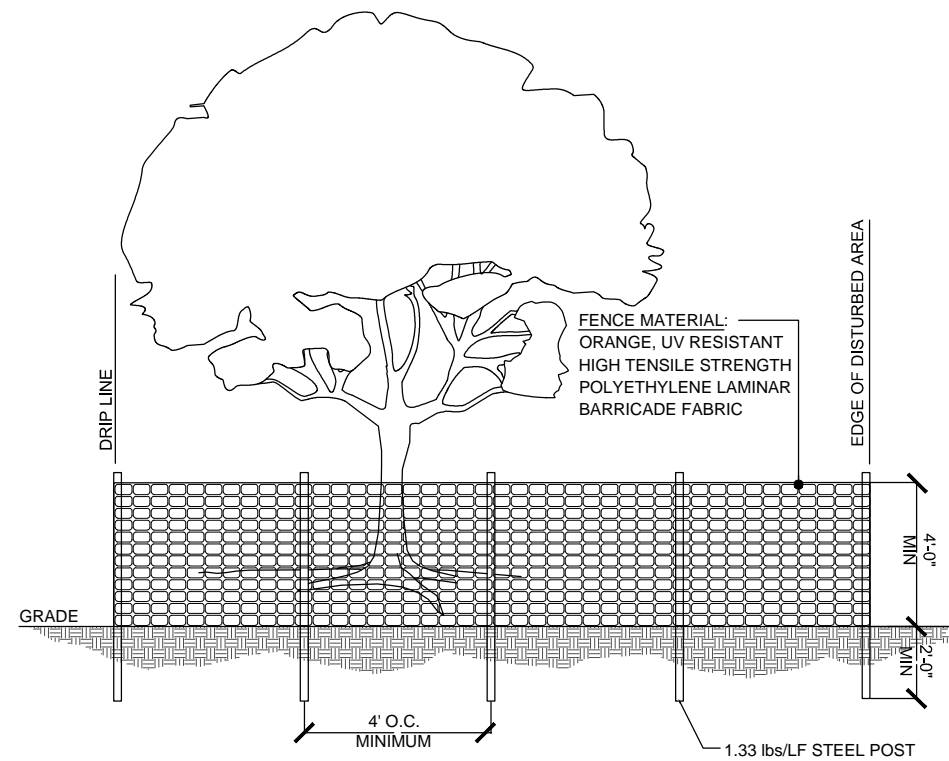 DRIP LINE
FENCE MATERIAL:
ORANGE, UV RESISTANT
HIGH TENSILE STRENGTH
POLYETHYLENE LAMINAR
BARRICADE FABRIC
EDGE OF DISTURBED AREA
4'-0"
MIN
GRADE
2'-0"
MIN
4' O.C.
MINIMUM
1.33 lbs/LF STEEL POST